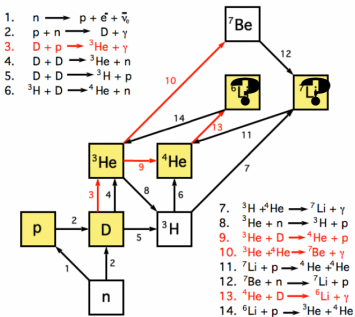 1. n ⟶ p + e⁻ + ν̄ₑ
2. p + n ⟶ D + γ
3. D + p ⟶ ³He + γ
4. D + D ⟶ ³He + n
5. D + D ⟶ ³H + p
6. ³H + D ⟶ ⁴He + n
⁷Be
12
10
⁶Li ?
⁷Li ?
14
13
11
³He
9
⁴He
3
4
8
6
7
p
2
D
5
³H
1
2
n
7. ³H +⁴He ⟶ ⁷Li + γ
8. ³He + n ⟶ ³H + p
9. ³He + D ⟶ ⁴He + p
10. ³He +⁴He ⟶ ⁷Be + γ
11. ⁷Li + p ⟶ ⁴He +⁴He
12. ⁷Be + n ⟶ ⁷Li + p
13. ⁴He + D ⟶ ⁶Li + γ
14. ⁶Li + p ⟶ ³He +⁴He